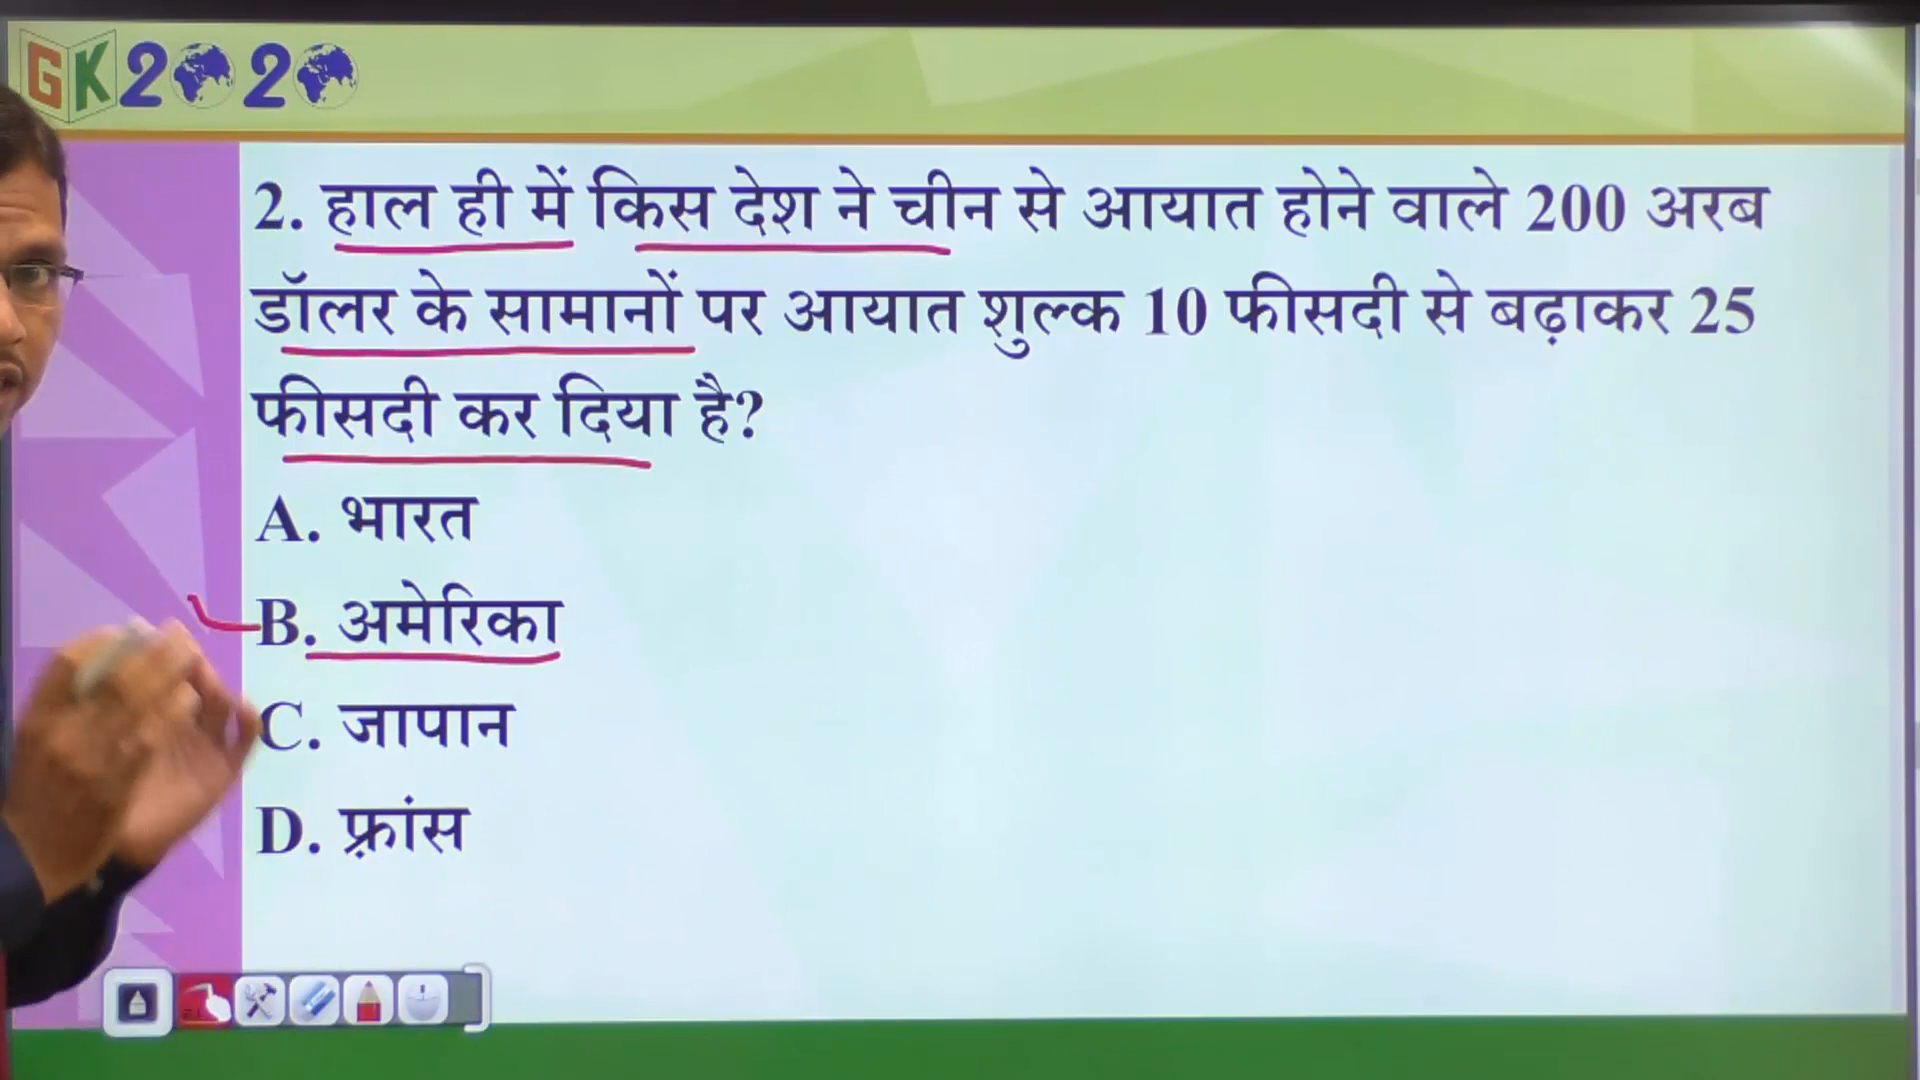 GK2020
2. हाल ही में किस देश ने चीन से आयात होने वाले 200 अरब
डॉलर के सामानों पर आयात शुल्क 10 फीसदी से बढ़ाकर 25
फीसदी कर दिया है?
A. भारत
B. अमेरिका
C. जापान
D. फ़्रांस